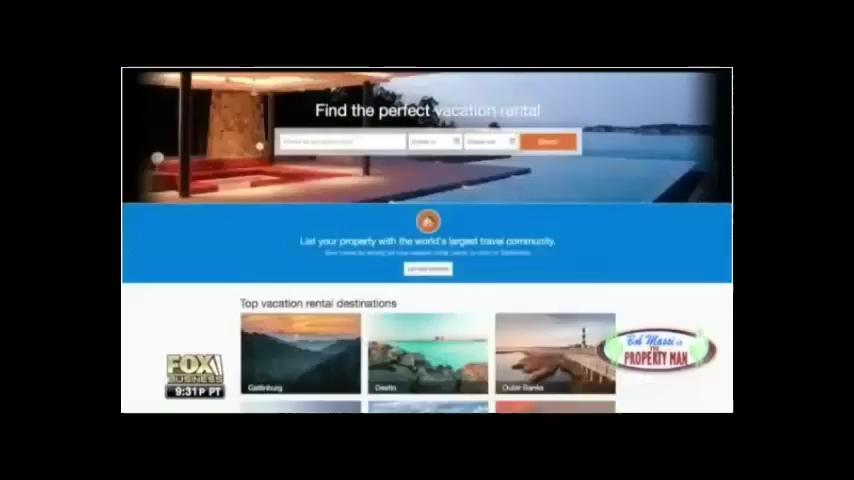 Find the perfect vacation rental
Search
List your property with the world's largest travel community.
Top vacation rental destinations
Gatlinburg
Destin
Outer Banks
FOX
BUSINESS
9:31P PT
Bob Massi is
THE
PROPERTY MAN